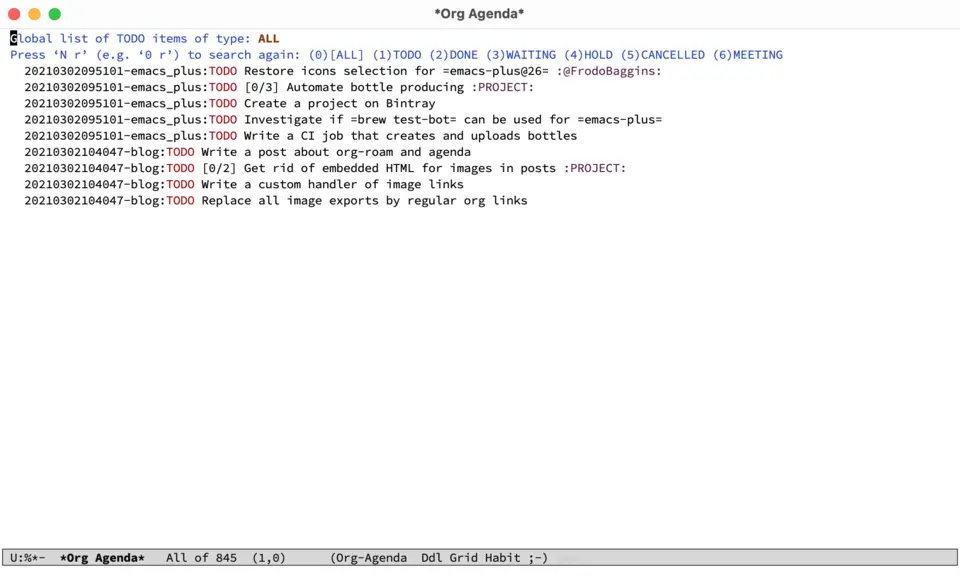 *Org Agenda*
Global list of TODO items of type: ALL
Press ‘N r’ (e.g. ‘0 r’) to search again: (0)[ALL] (1)TODO (2)DONE (3)WAITING (4)HOLD (5)CANCELLED (6)MEETING
20210302095101-emacs_plus:TODO Restore icons selection for =emacs-plus@26= :@FrodoBaggins:
20210302095101-emacs_plus:TODO [0/3] Automate bottle producing :PROJECT:
20210302095101-emacs_plus:TODO Create a project on Bintray
20210302095101-emacs_plus:TODO Investigate if =brew test-bot= can be used for =emacs-plus=
20210302095101-emacs_plus:TODO Write a CI job that creates and uploads bottles
20210302104047-blog:TODO Write a post about org-roam and agenda
20210302104047-blog:TODO [0/2] Get rid of embedded HTML for images in posts :PROJECT:
20210302104047-blog:TODO Write a custom handler of image links
20210302104047-blog:TODO Replace all image exports by regular org links
U:%*- *Org Agenda* All of 845 (1,0) (Org-Agenda Ddl Grid Habit ;-)